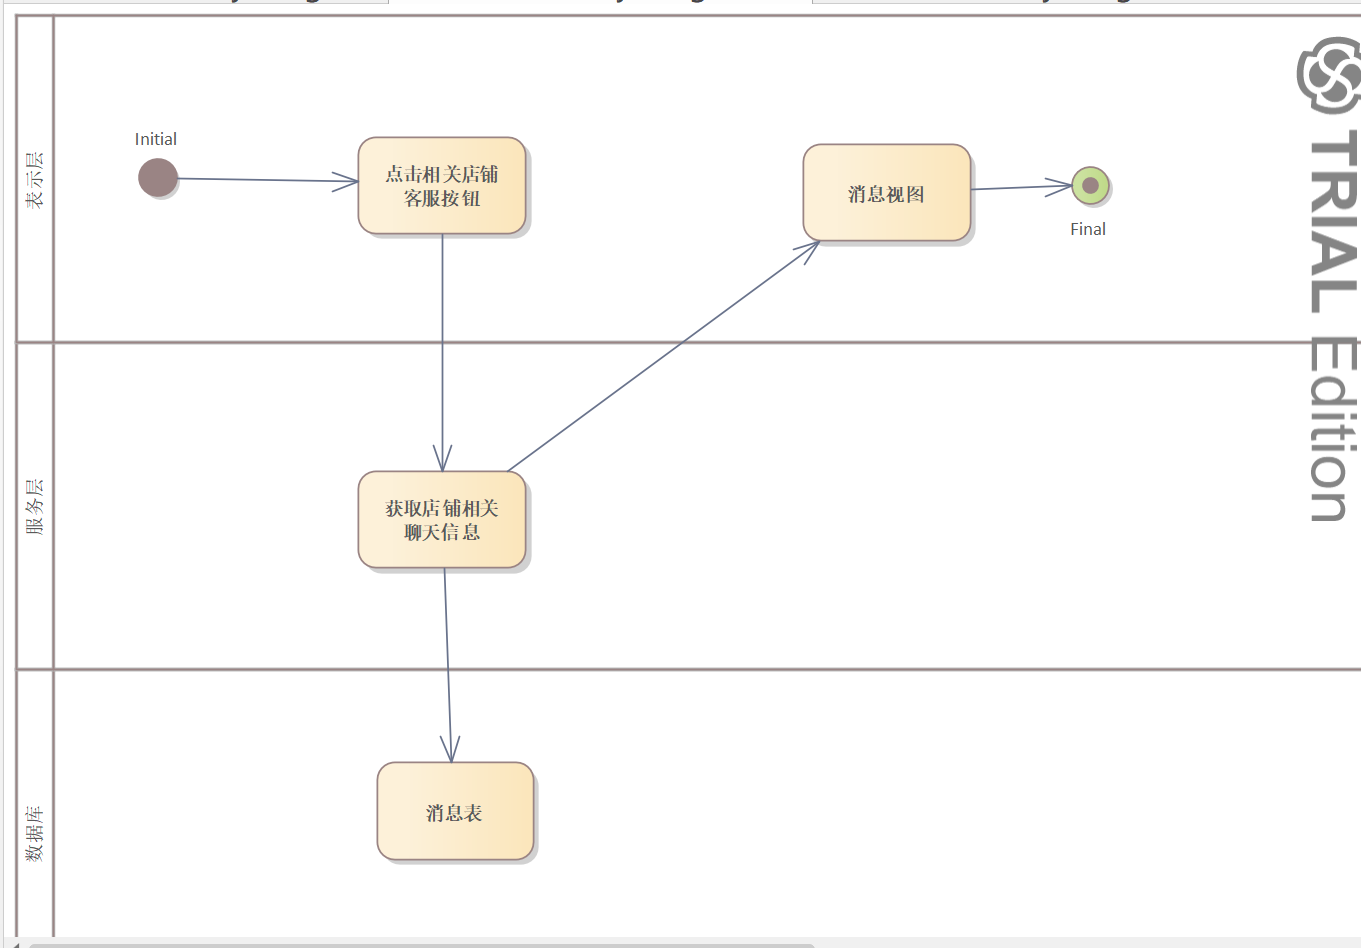 表示层
Initial
点击相关店铺
客服按钮
消息视图
Final
服务层
获取店铺相关
聊天信息
数据库
消息表
TRIAL Edition